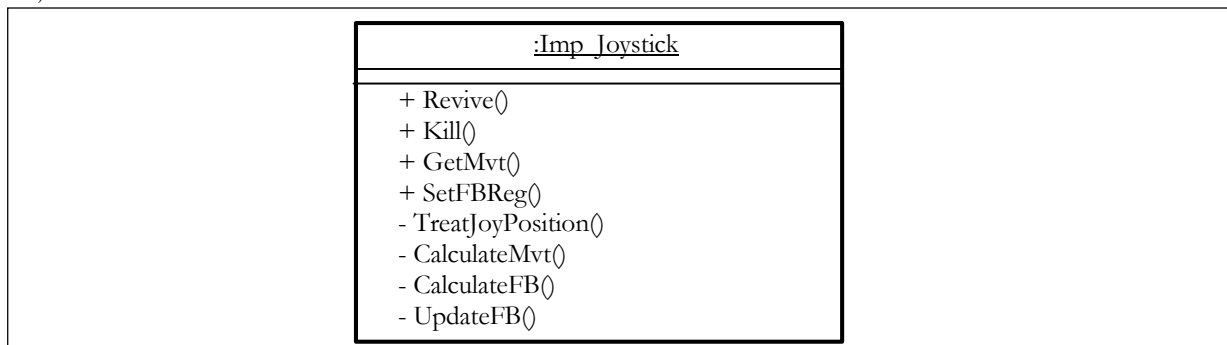 :Imp_Joystick
+ Revive()
+ Kill()
+ GetMvt()
+ SetFBReg()
- TreatJoyPosition()
- CalculateMvt()
- CalculateFB()
- UpdateFB()